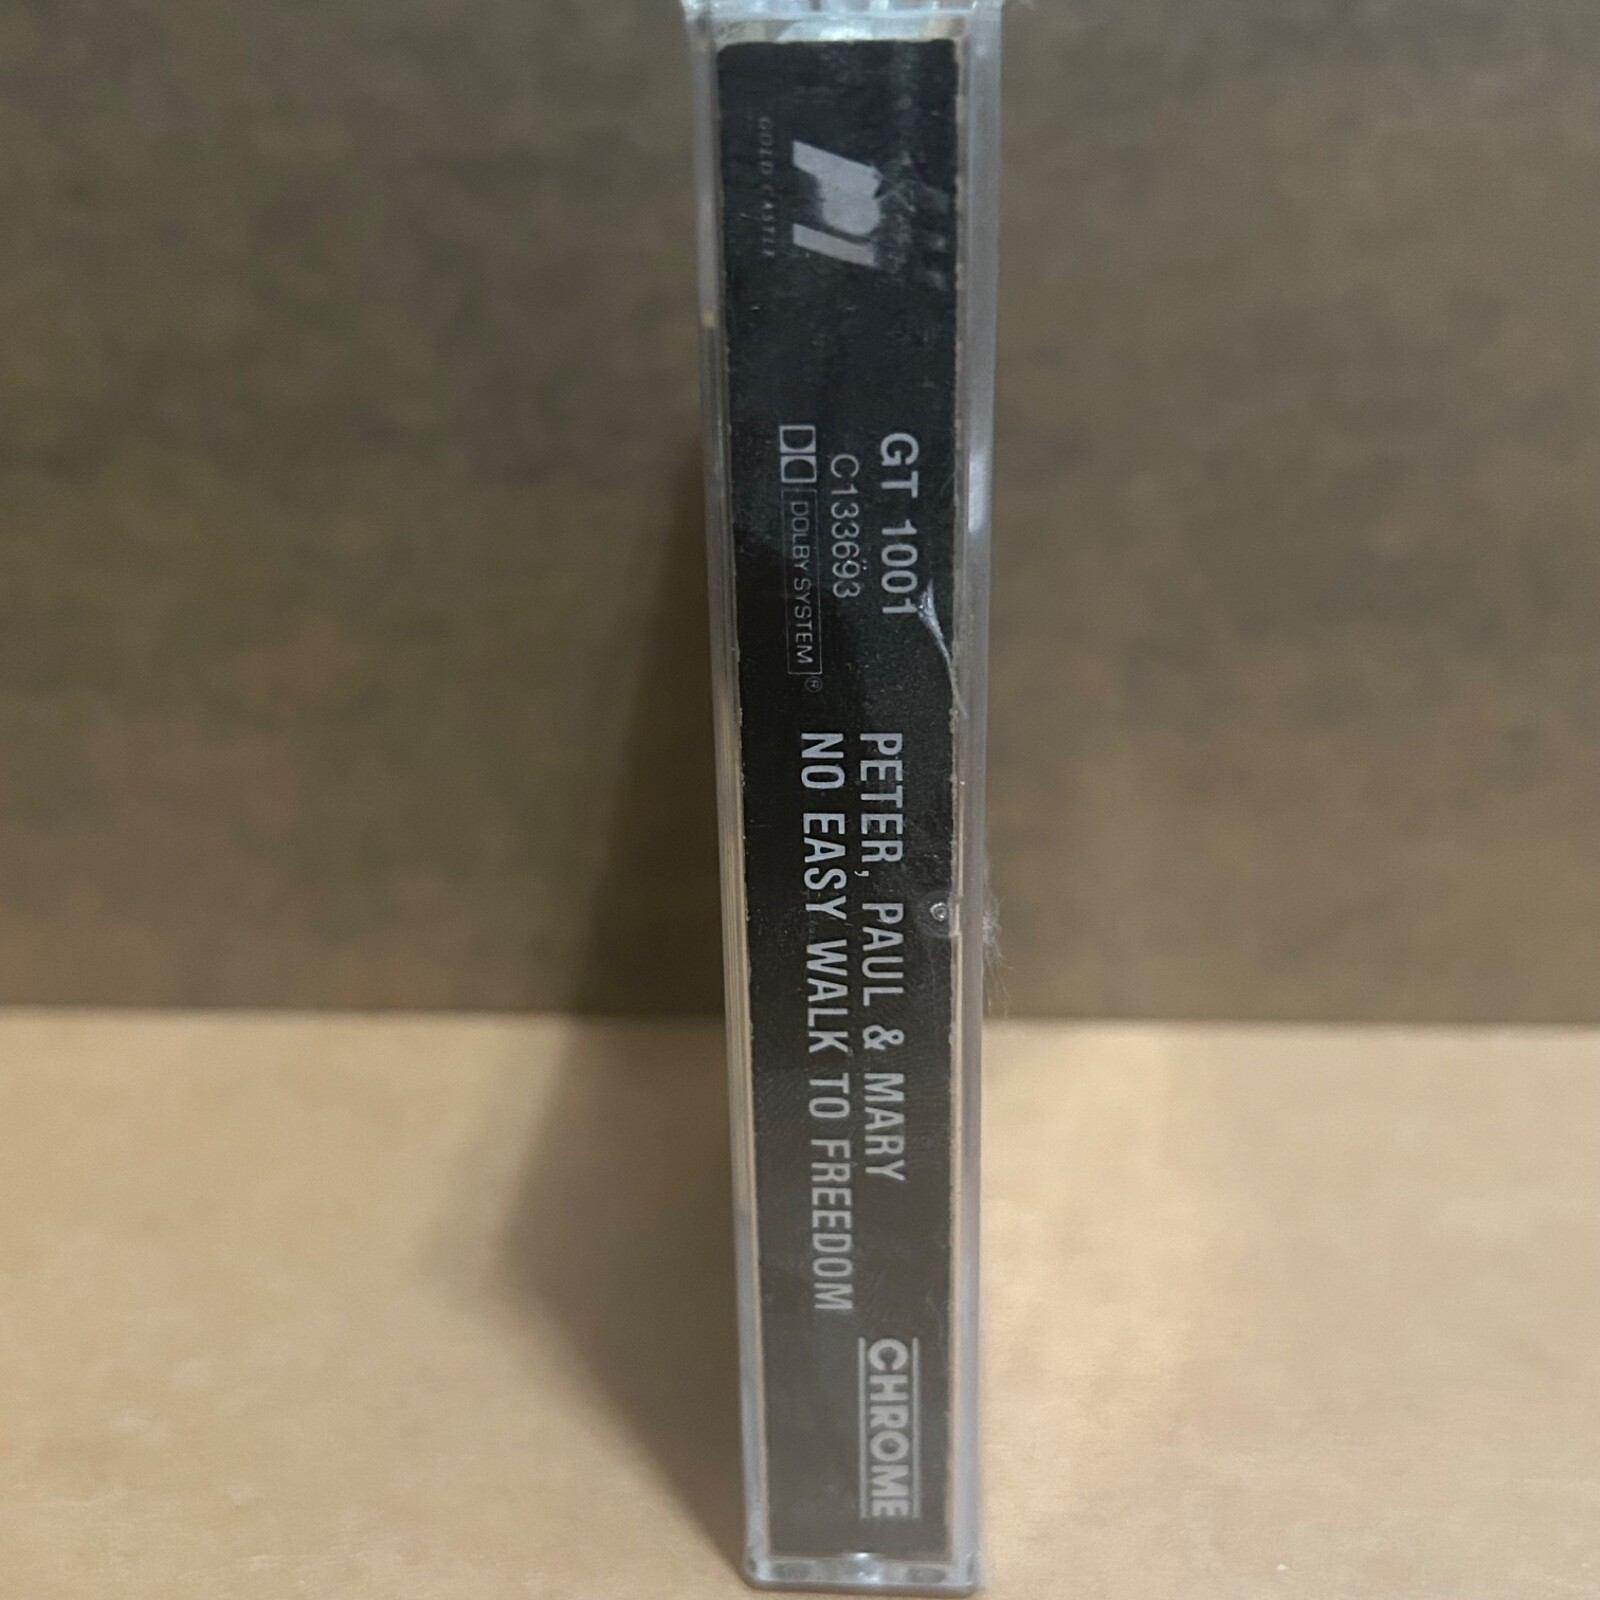 GOLD CASTLE
GT 1001
C133693
DOLBY SYSTEM®
PETER, PAUL & MARY
NO EASY WALK TO FREEDOM
CHROME